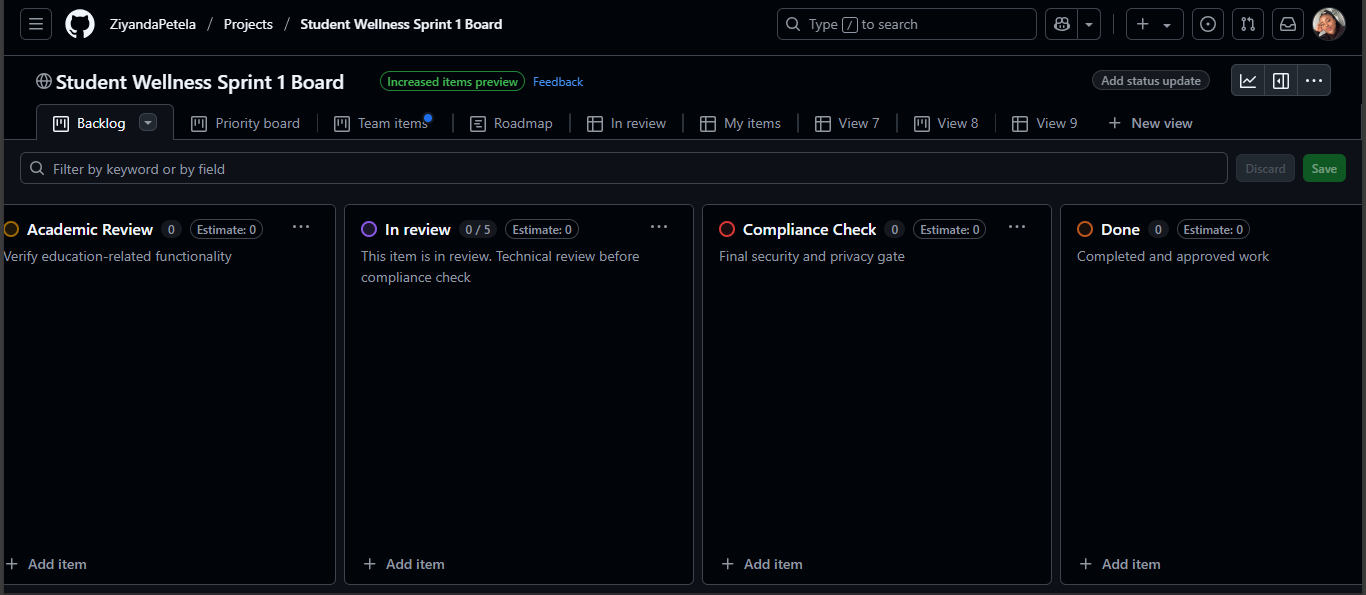 ZiyandaPetela / Projects / Student Wellness Sprint 1 Board
Type / to search
Student Wellness Sprint 1 Board
Increased items preview
Feedback
Add status update
Backlog
Priority board
Team items
Roadmap
In review
My items
View 7
View 8
View 9
+ New view
Filter by keyword or by field
Discard
Save
Academic Review 0 Estimate: 0
Verify education-related functionality
+ Add item
In review 0 / 5 Estimate: 0
This item is in review. Technical review before
compliance check
+ Add item
Compliance Check 0 Estimate: 0
Final security and privacy gate
+ Add item
Done 0 Estimate: 0
Completed and approved work
+ Add item